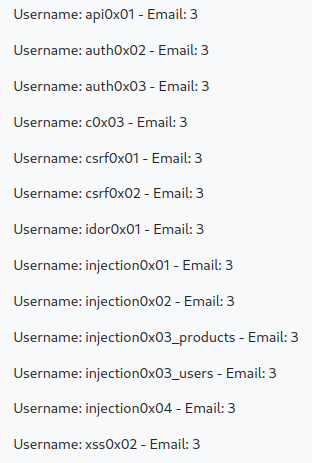 Username: api0x01 - Email: 3
Username: auth0x02 - Email: 3
Username: auth0x03 - Email: 3
Username: c0x03 - Email: 3
Username: csrf0x01 - Email: 3
Username: csrf0x02 - Email: 3
Username: idor0x01 - Email: 3
Username: injection0x01 - Email: 3
Username: injection0x02 - Email: 3
Username: injection0x03_products - Email: 3
Username: injection0x03_users - Email: 3
Username: injection0x04 - Email: 3
Username: xss0x02 - Email: 3